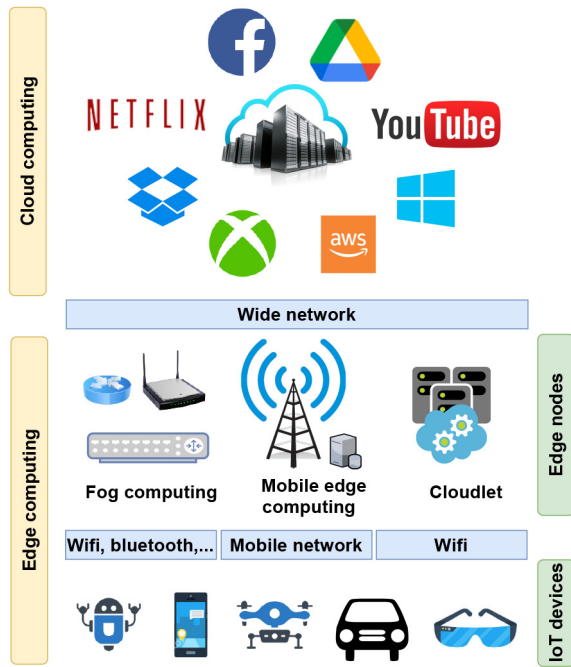 Cloud computing
NETFLIX
YouTube
aws
Wide network
Edge computing
Edge nodes
Fog computing
Mobile edge
computing
Cloudlet
Wifi, bluetooth,...
Mobile network
Wifi
IoT devices